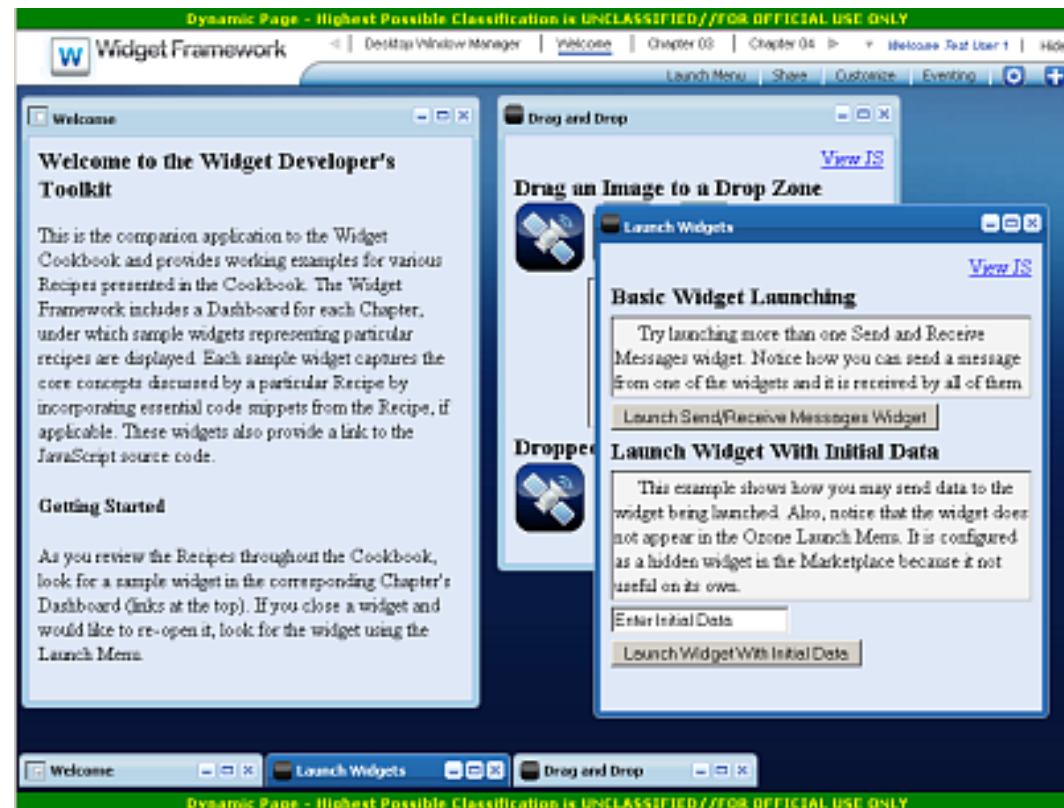 Dynamic Page - Highest Possible Classification is UNCLASSIFIED//FOR OFFICIAL USE ONLY
W Widget Framework
Desktop Window Manager | Welcome | Chapter 03 | Chapter 04 Welcome Test User 1 | Hide
Launch Menu | Share | Customize | Eventing
Welcome
Welcome to the Widget Developer's
Toolkit
This is the companion application to the Widget
Cookbook and provides working examples for various
Recipes presented in the Cookbook. The Widget
Framework includes a Dashboard for each Chapter,
under which sample widgets representing particular
recipes are displayed. Each sample widget captures the
core concepts discussed by a particular Recipe by
incorporating essential code snippets from the Recipe, if
applicable. These widgets also provide a link to the
JavaScript source code.
Getting Started
As you review the Recipes throughout the Cookbook,
look for a sample widget in the corresponding Chapter's
Dashboard (links at the top). If you close a widget and
would like to re-open it, look for the widget using the
Launch Menu.
Drag and Drop
View JS
Drag an Image to a Drop Zone
Dropped
Launch Widgets
View JS
Basic Widget Launching
Try launching more than one Send and Receive
Messages widget. Notice how you can send a message
from one of the widgets and it is received by all of them.
Launch Send/Receive Messages Widget
Launch Widget With Initial Data
This example shows how you may send data to the
widget being launched. Also, notice that the widget does
not appear in the Ozone Launch Menu. It is configured
as a hidden widget in the Marketplace because it not
useful on its own.
Enter Initial Data
Launch Widget With Initial Data
Welcome
Launch Widgets
Drag and Drop
Dynamic Page - Highest Possible Classification is UNCLASSIFIED//FOR OFFICIAL USE ONLY